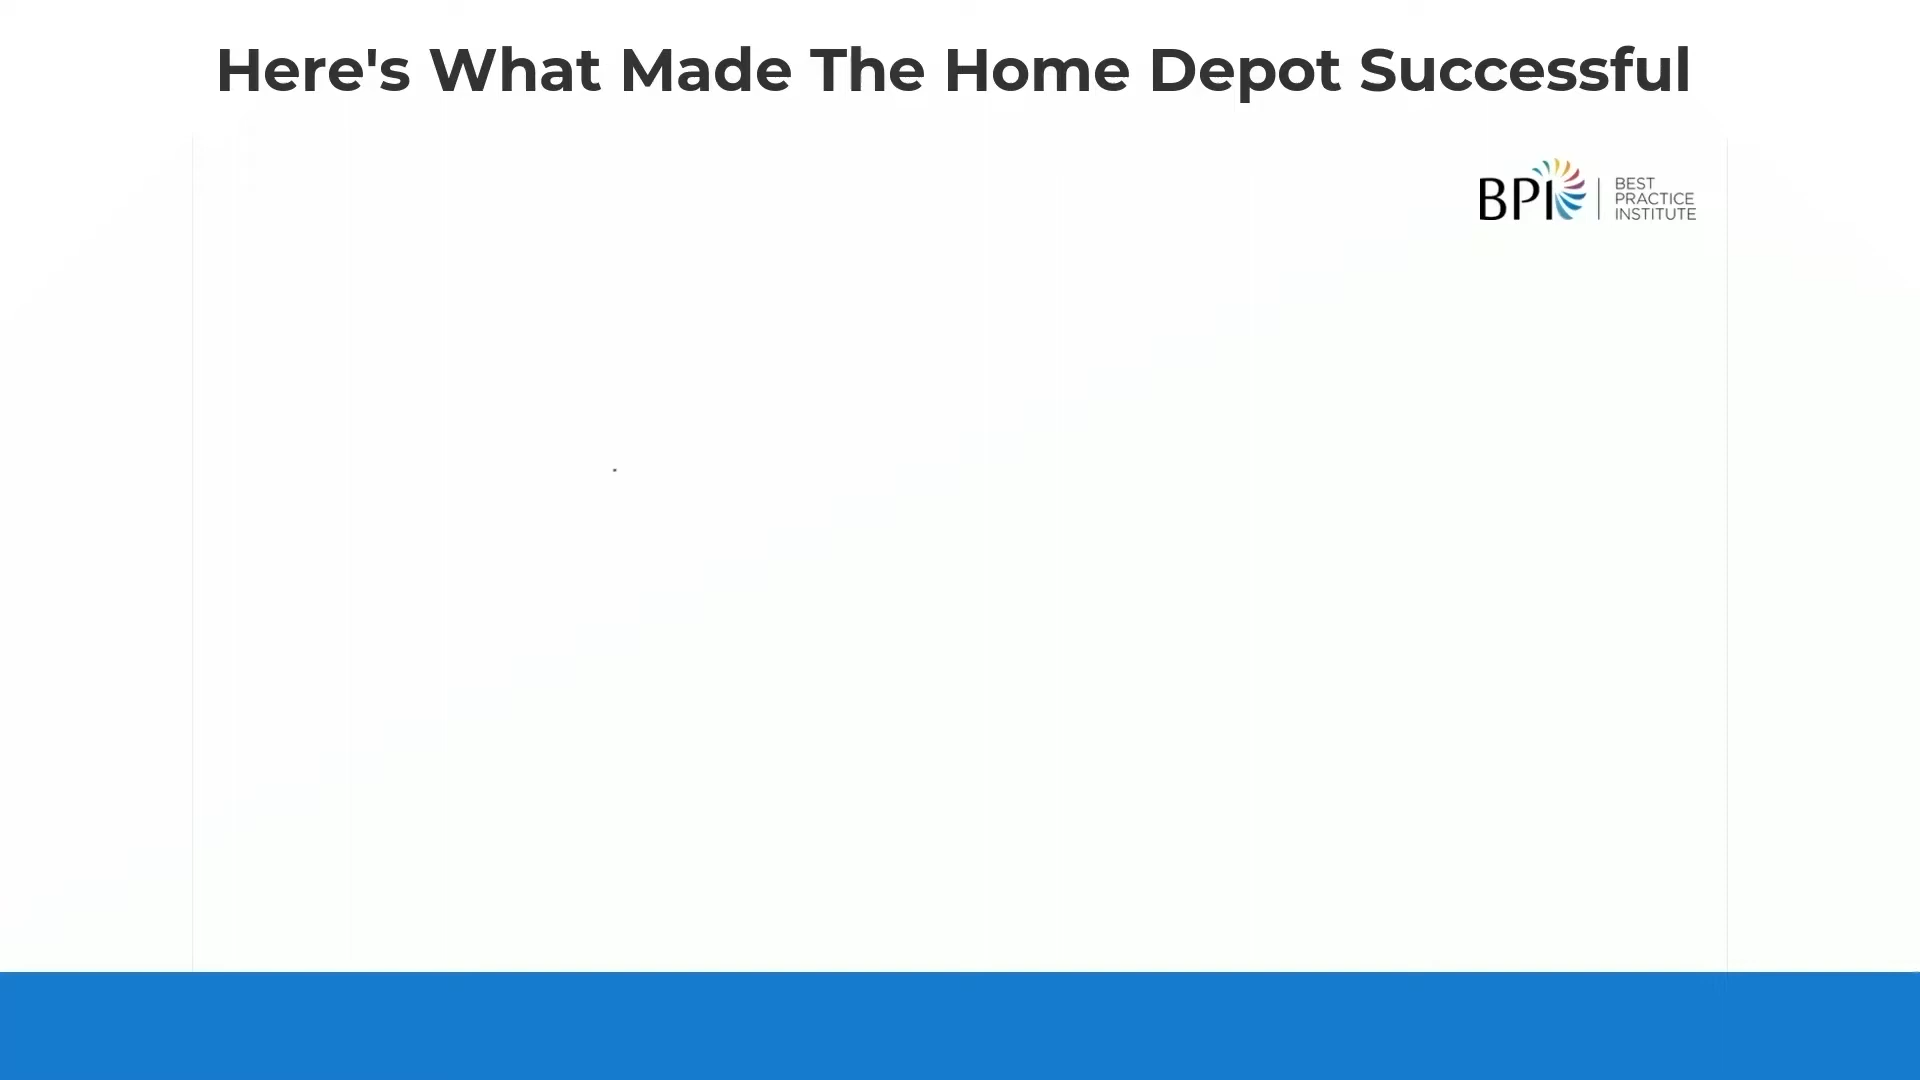 Here's What Made The Home Depot Successful
BPI
BEST
PRACTICE
INSTITUTE